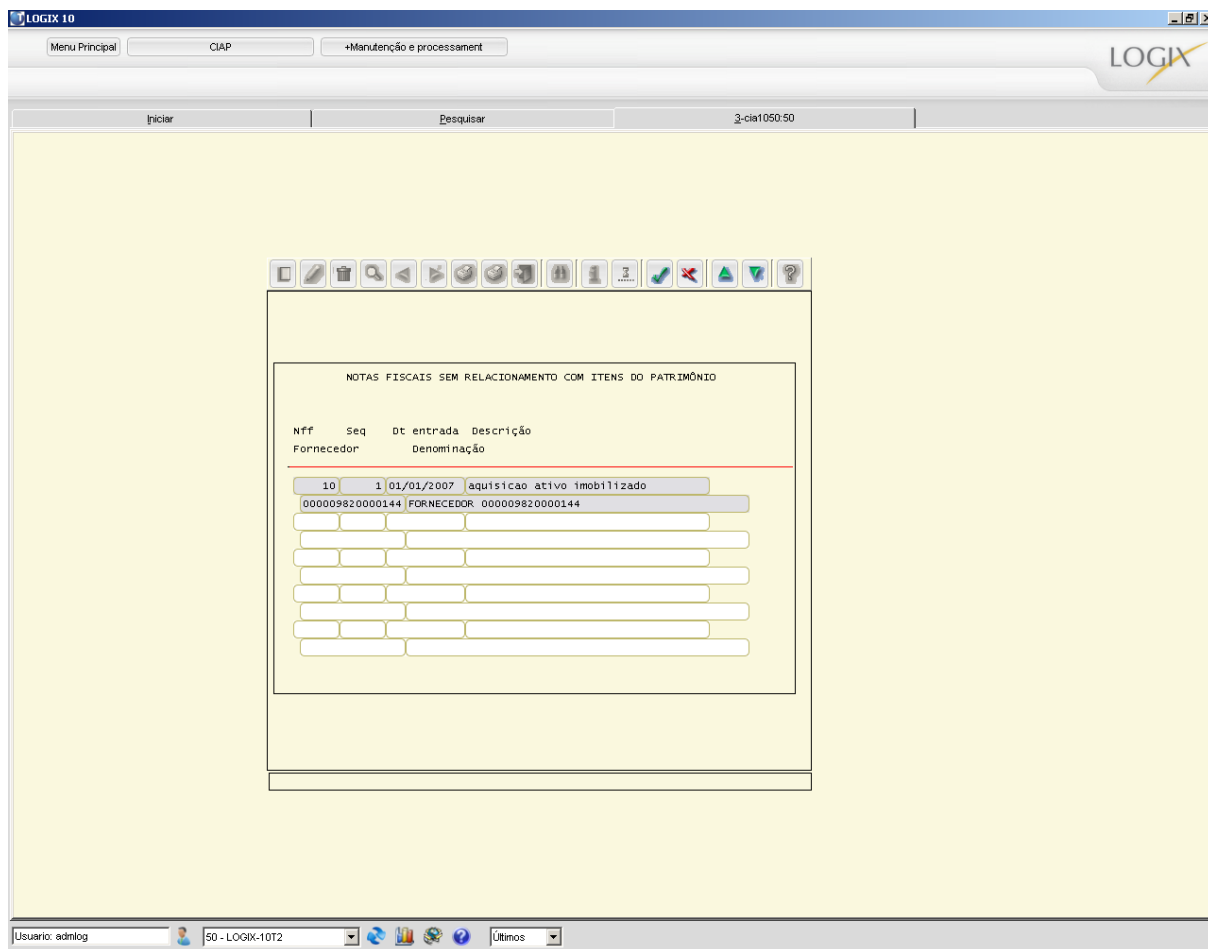 LOGIX 10
Menu Principal CIAP +Manutenção e processament
LOGIX
Iniciar Pesquisar 3-cia1050:50
NOTAS FISCAIS SEM RELACIONAMENTO COM ITENS DO PATRIMÔNIO
Nff Seq Dt entrada Descrição
Fornecedor Denominação
10 1 01/01/2007 aquisicao ativo imobilizado
000009820000144 FORNECEDOR 000009820000144
Usuario: admlog 50 - LOGIX-10T2 Últimos